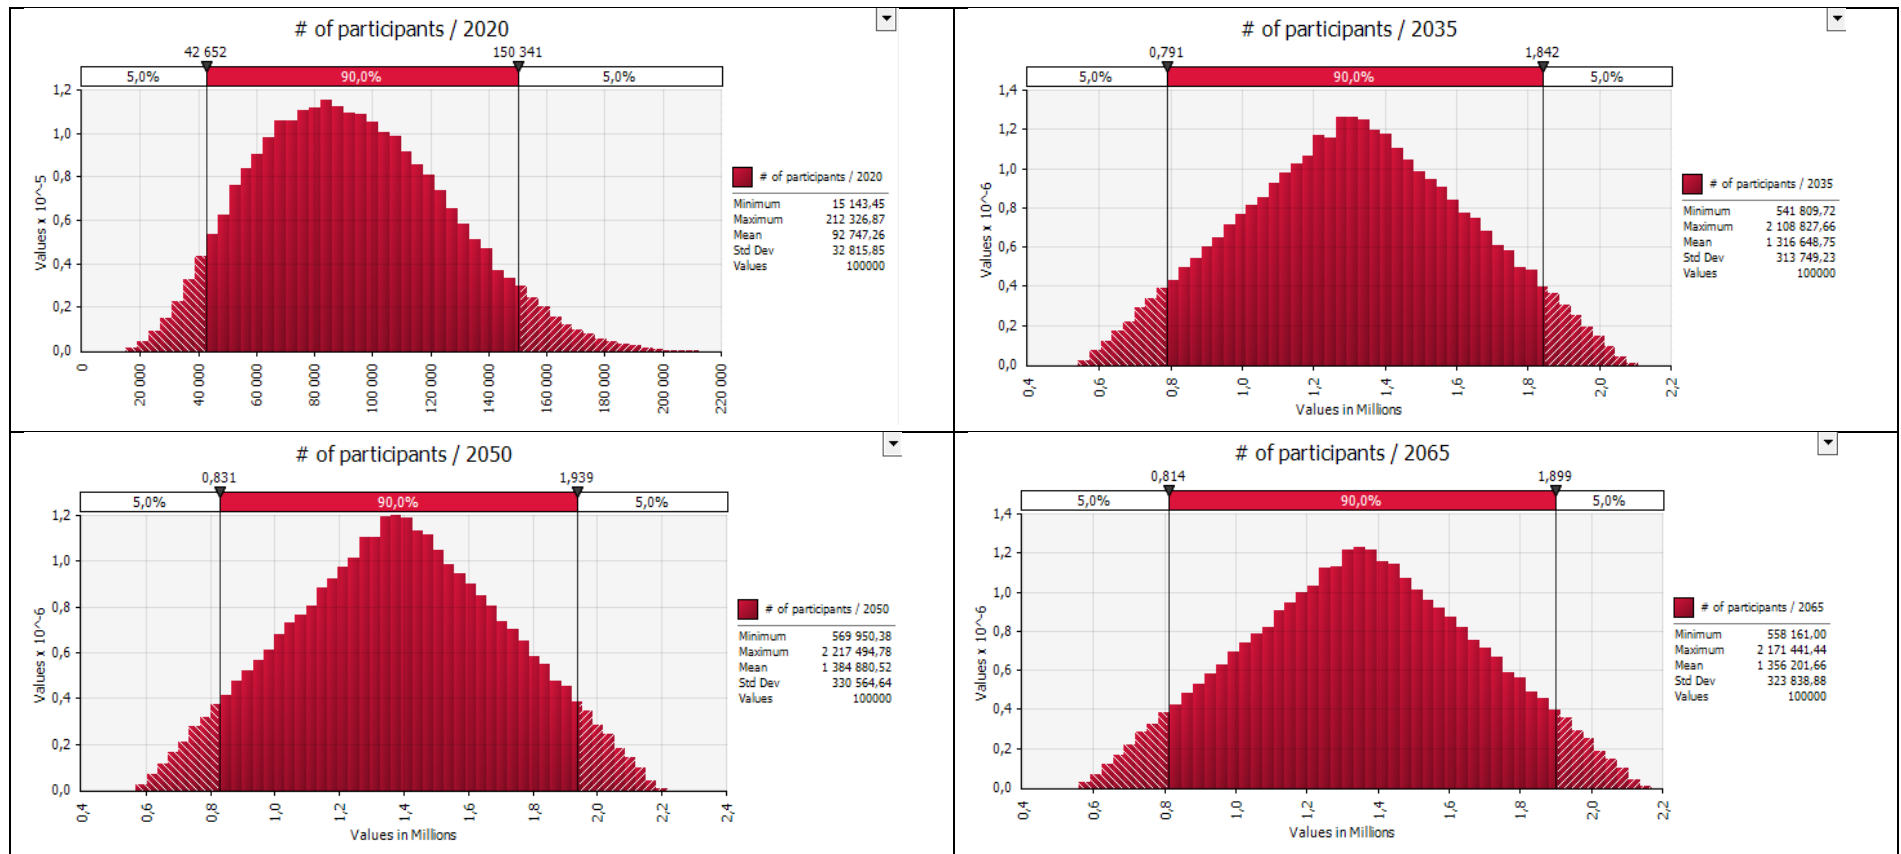 # of participants / 2020
42 652 150 341
5,0% 90,0% 5,0%
1,2
1,0
0,8
0,6
0,4
0,2
0,0
Values x 10^-5
0 20 000 40 000 60 000 80 000 100 000 120 000 140 000 160 000 180 000 200 000 220 000
# of participants / 2020
Minimum 15 143,45
Maximum 212 326,87
Mean 92 747,26
Std Dev 32 815,85
Values 100000
# of participants / 2035
0,791 1,842
5,0% 90,0% 5,0%
1,4
1,2
1,0
0,8
0,6
0,4
0,2
0,0
Values x 10^-6
0,4 0,6 0,8 1,0 1,2 1,4 1,6 1,8 2,0 2,2
Values in Millions
# of participants / 2035
Minimum 541 809,72
Maximum 2 108 827,66
Mean 1 316 648,75
Std Dev 313 749,23
Values 100000
# of participants / 2050
0,831 1,939
5,0% 90,0% 5,0%
1,2
1,0
0,8
0,6
0,4
0,2
0,0
Values x 10^-6
0,4 0,6 0,8 1,0 1,2 1,4 1,6 1,8 2,0 2,2 2,4
Values in Millions
# of participants / 2050
Minimum 569 950,38
Maximum 2 217 494,78
Mean 1 384 880,52
Std Dev 330 564,64
Values 100000
# of participants / 2065
0,814 1,899
5,0% 90,0% 5,0%
1,4
1,2
1,0
0,8
0,6
0,4
0,2
0,0
Values x 10^-6
0,4 0,6 0,8 1,0 1,2 1,4 1,6 1,8 2,0 2,2
Values in Millions
# of participants / 2065
Minimum 558 161,00
Maximum 2 171 441,44
Mean 1 356 201,66
Std Dev 323 838,88
Values 100000